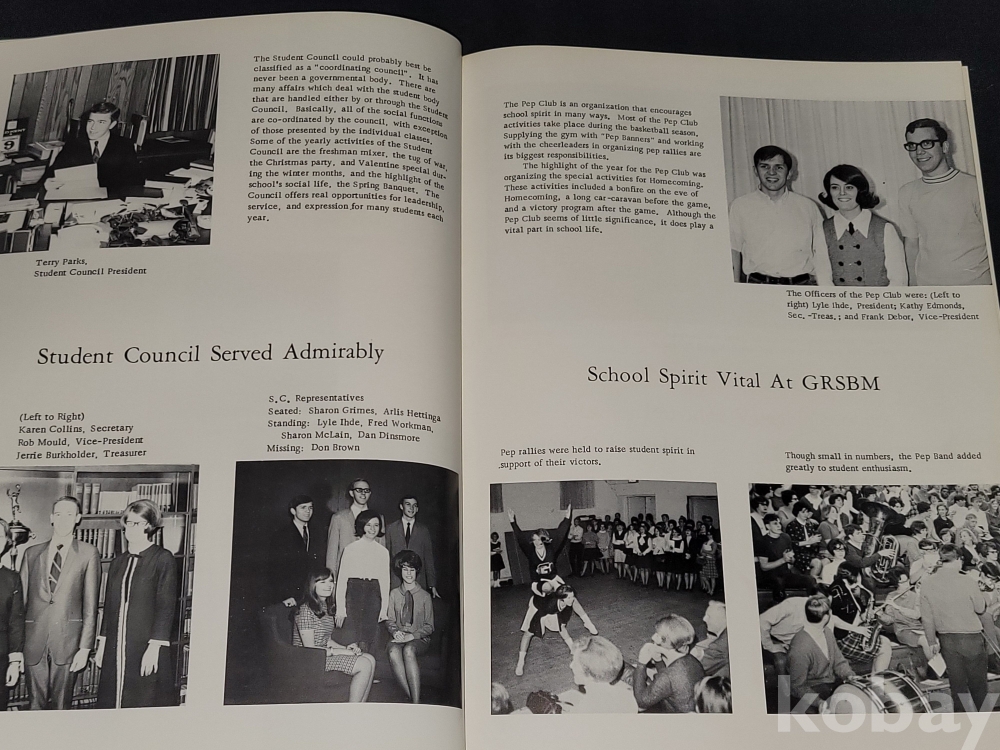 The Student Council could probably best be
classified as a "coordinating council". It has
never been a governmental body. There are
many affairs which deal with the student body
that are handled either by or through the Student
Council. Basically, all of the social functions
are co-ordinated by the council, with exception
of those presented by the individual classes.
Some of the yearly activities of the Student
Council are the freshman mixer, the tug of war,
the Christmas party, and Valentine special dur-
ing the winter months, and the highlight of the
school's social life, the Spring Banquet. The
Council offers real opportunities for leadership,
service, and expression for many students each
year.
9
Terry Parks,
Student Council President
Student Council Served Admirably
(Left to Right)
Karen Collins, Secretary
Rob Mould, Vice-President
Jerrie Burkholder, Treasurer
S.C. Representatives
Seated: Sharon Grimes, Arlis Hettinga
Standing: Lyle Ihde, Fred Workman,
Sharon McLain, Dan Dinsmore
Missing: Don Brown
The Pep Club is an organization that encourages
school spirit in many ways. Most of the Pep Club
activities take place during the basketball season.
Supplying the gym with "Pep Banners" and working
with the cheerleaders in organizing pep rallies are
its biggest responsibilities.
The highlight of the year for the Pep Club was
organizing the special activities for Homecoming.
These activities included a bonfire on the eve of
Homecoming, a long car-caravan before the game,
and a victory program after the game. Although the
Pep Club seems of little significance, it does play a
vital part in school life.
The Officers of the Pep Club were: (Left to
right) Lyle Ihde, President; Kathy Edmonds,
Sec. -Treas.; and Frank Debor, Vice-President
School Spirit Vital At GRSBM
Pep rallies were held to raise student spirit in
support of their victors.
Though small in numbers, the Pep Band added
greatly to student enthusiasm.
kobay